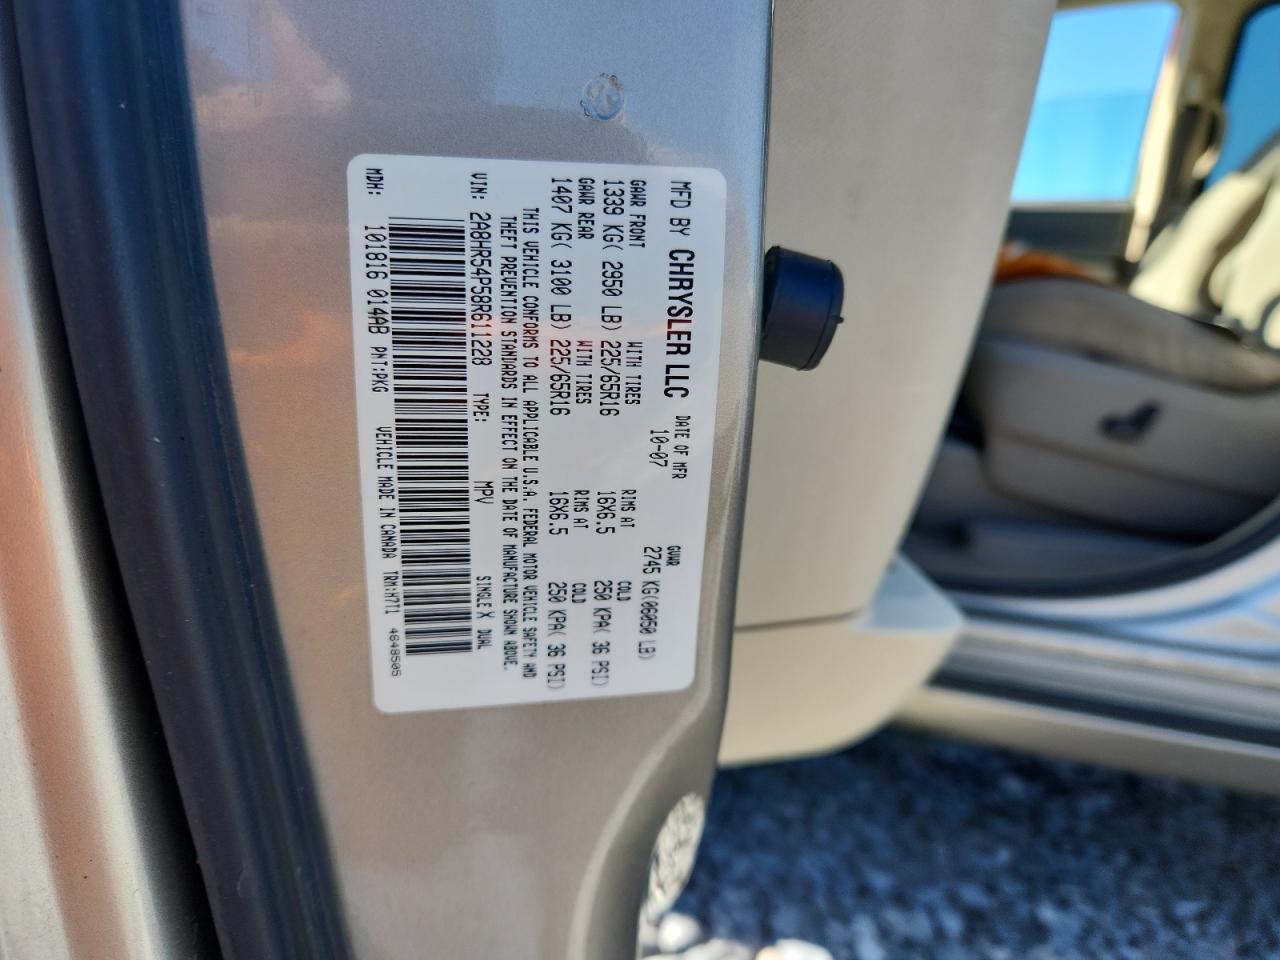 MFD BY CHRYSLER LLC DATE OF MFR GVWR
10-07 2745 KG(06050 LB)
GAWR FRONT WITH TIRES RIMS AT COLD
1339 KG( 2950 LB) 225/65R16 16X6.5 250 KPA( 36 PSI)
GAWR REAR WITH TIRES RIMS AT COLD
1407 KG( 3100 LB) 225/65R16 16X6.5 250 KPA( 36 PSI)
THIS VEHICLE CONFORMS TO ALL APPLICABLE U.S.A. FEDERAL MOTOR VEHICLE SAFETY AND
THEFT PREVENTION STANDARDS IN EFFECT ON THE DATE OF MANUFACTURE SHOWN ABOVE.
VIN: 2A8HR54P58R611228 TYPE: MPV SINGLE X DUAL
MDH: 101816 014AB PNT:PKG VEHICLE MADE IN CANADA TRM:H7T1 4648505